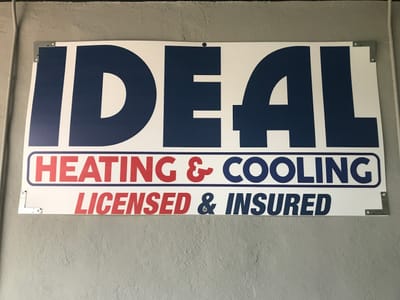 IDEAL
HEATING & COOLING
LICENSED & INSURED